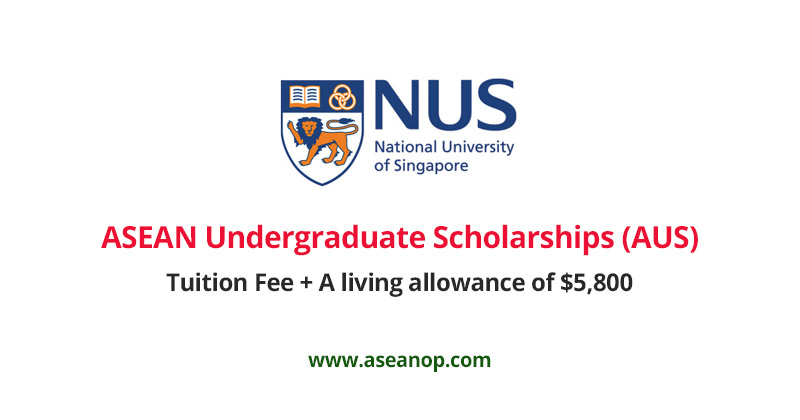 NUS
National University
of Singapore
ASEAN Undergraduate Scholarships (AUS)
Tuition Fee + A living allowance of $5,800
www.aseanop.com